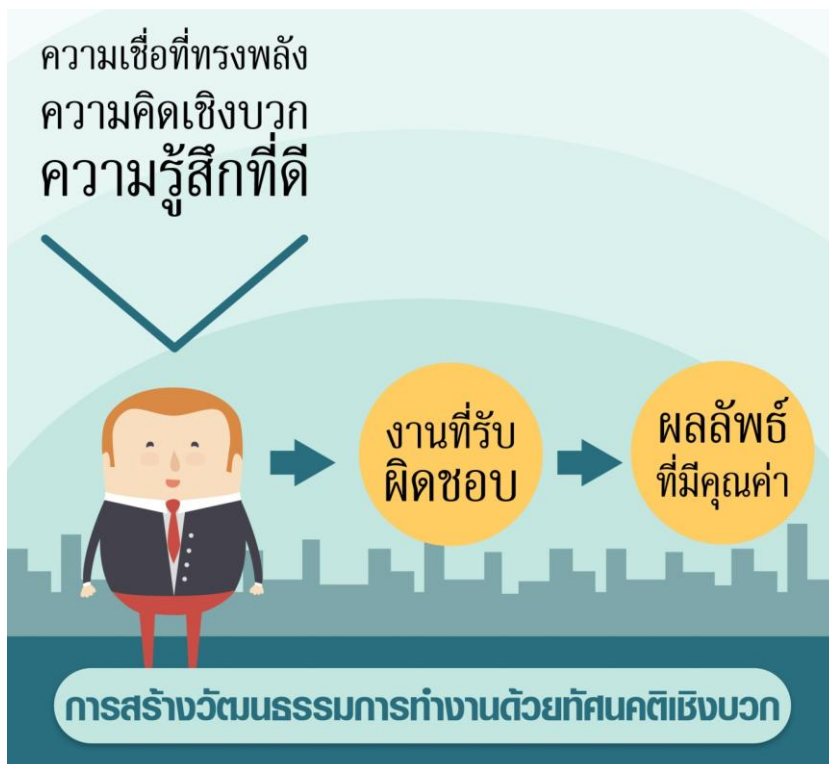 ความเชื่อที่ทรงพลัง
ความคิดเชิงบวก
ความรู้สึกที่ดี
งานที่รับ
ผิดชอบ
ผลลัพธ์
ที่มีคุณค่า
การสร้างวัฒนธรรมการทำงานด้วยทัศนคติเชิงบวก